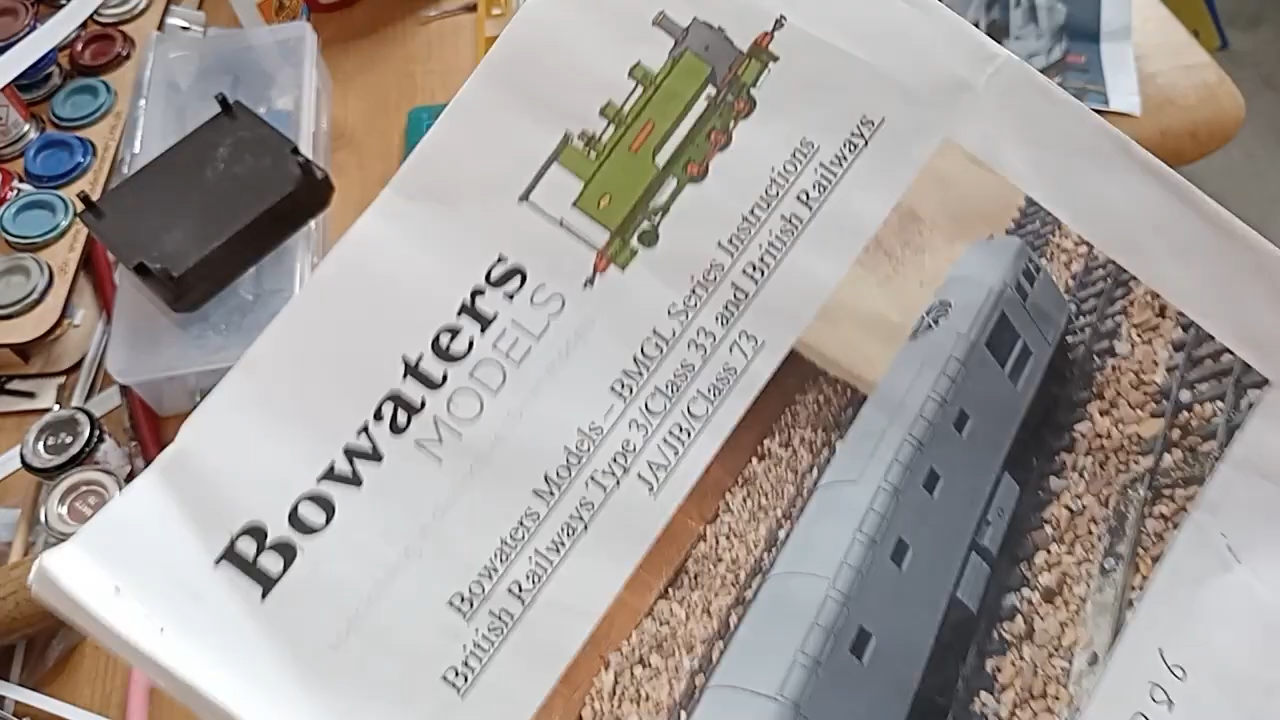 Bowaters
MODELS
Bowaters Models – BMGL Series Instructions
British Railways Type 3/Class 33 and British Railways
JA/JB/Class 73